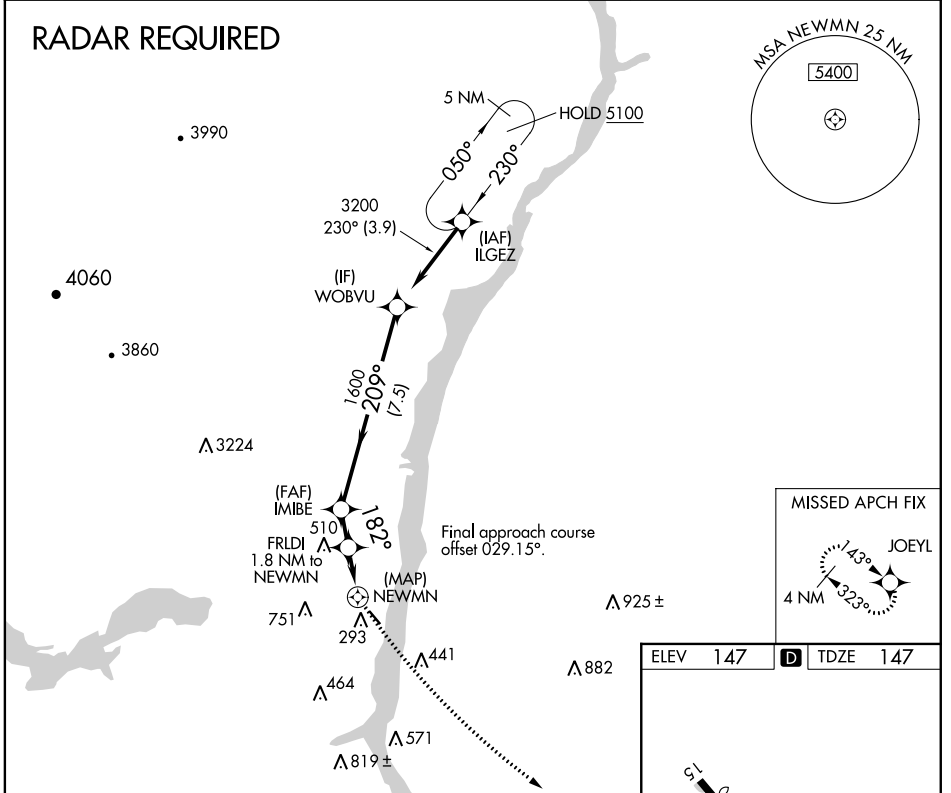 RADAR REQUIRED
MSA NEWMN 25 NM
5400
5 NM
HOLD 5100
3990
050°
230°
3200
230° (3.9)
(IAF)
ILGEZ
(IF)
WOBVU
4060
3860
1600
209°
(7.5)
3224
(FAF)
IMIBE
510
182°
FRLDI
1.8 NM to
NEWMN
Final approach course
offset 029.15°.
(MAP)
NEWMN
MISSED APCH FIX
JOEYL
143°
4 NM
323°
751
293
925 ±
441
882
464
571
819 ±
ELEV 147 D TDZE 147
15